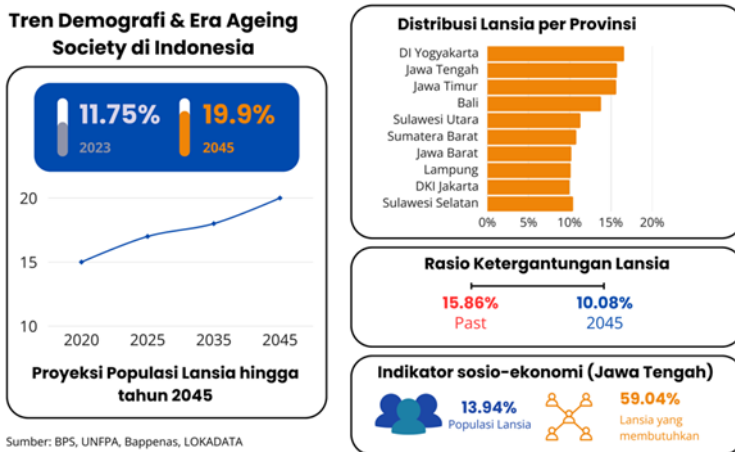 Tren Demografi & Era Ageing
Society di Indonesia
11.75%
2023
19.9%
2045
20
15
10
2020
2025
2035
2045
Proyeksi Populasi Lansia hingga
tahun 2045
Sumber: BPS, UNFPA, Bappenas, LOKADATA
Distribusi Lansia per Provinsi
DI Yogyakarta
Jawa Tengah
Jawa Timur
Bali
Sulawesi Utara
Sumatera Barat
Jawa Barat
Lampung
DKI Jakarta
Sulawesi Selatan
0%
5%
10%
15%
20%
Rasio Ketergantungan Lansia
15.86%
Past
10.08%
2045
Indikator sosio-ekonomi (Jawa Tengah)
13.94%
Populasi Lansia
59.04%
Lansia yang
membutuhkan